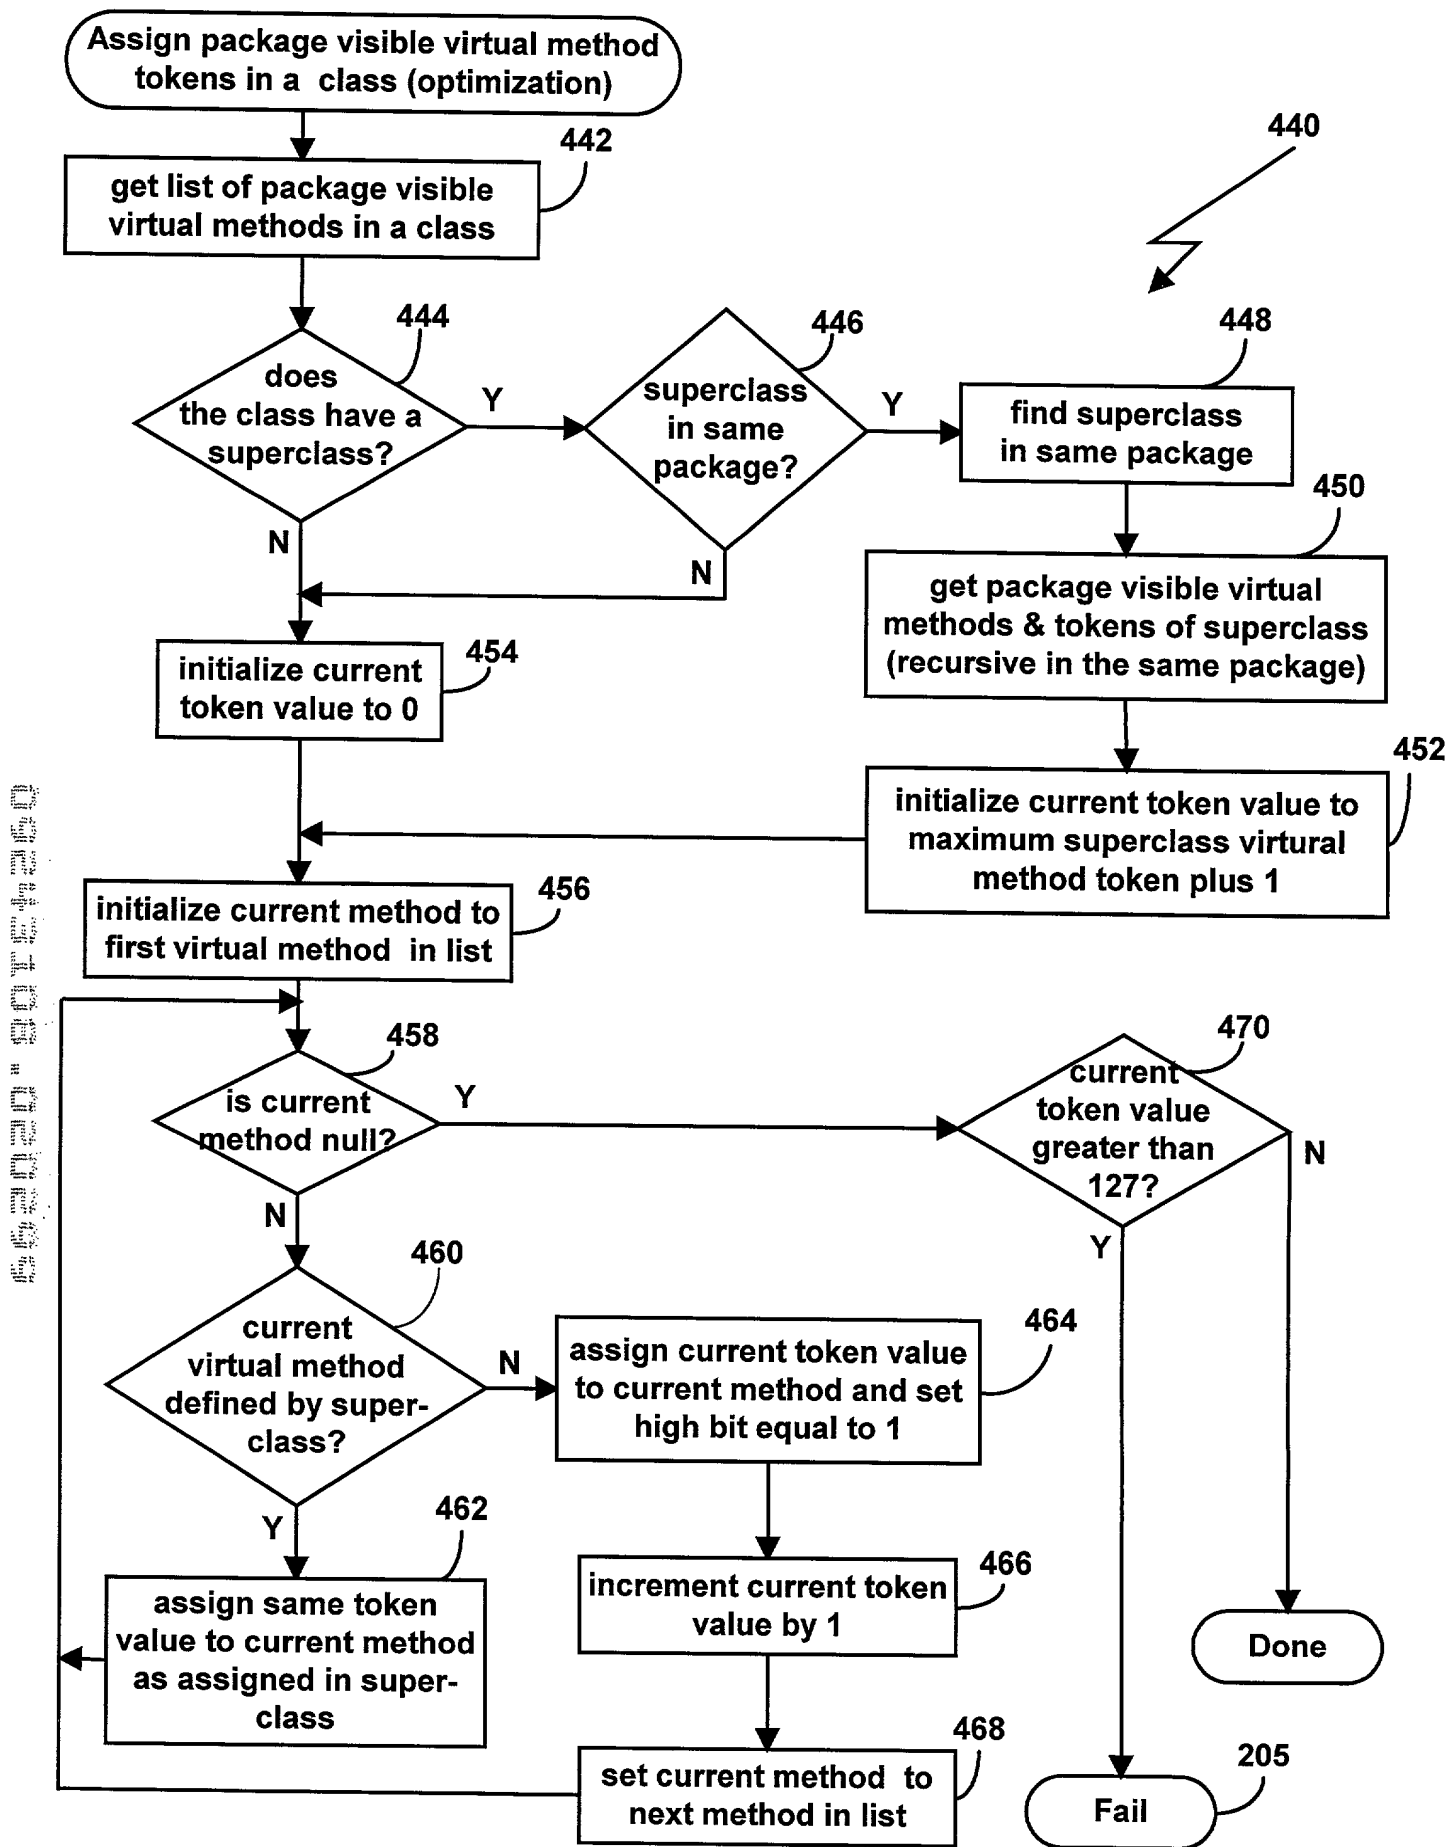 Assign package visible virtual method
tokens in a class (optimization)
442
440
get list of package visible
virtual methods in a class
444
446
448
does
the class have a
superclass?
Y
superclass
in same
package?
Y
find superclass
in same package
N
N
450
get package visible virtual
methods & tokens of superclass
(recursive in the same package)
454
initialize current
token value to 0
452
initialize current token value to
maximum superclass virtural
method token plus 1
456
initialize current method to
first virtual method in list
458
is current
method null?
Y
N
470
current
token value
greater than
127?
N
Y
460
current
virtual method
defined by super-
class?
N
Y
464
assign current token value
to current method and set
high bit equal to 1
462
assign same token
value to current method
as assigned in super-
class
466
increment current token
value by 1
Done
468
set current method to
next method in list
205
Fail